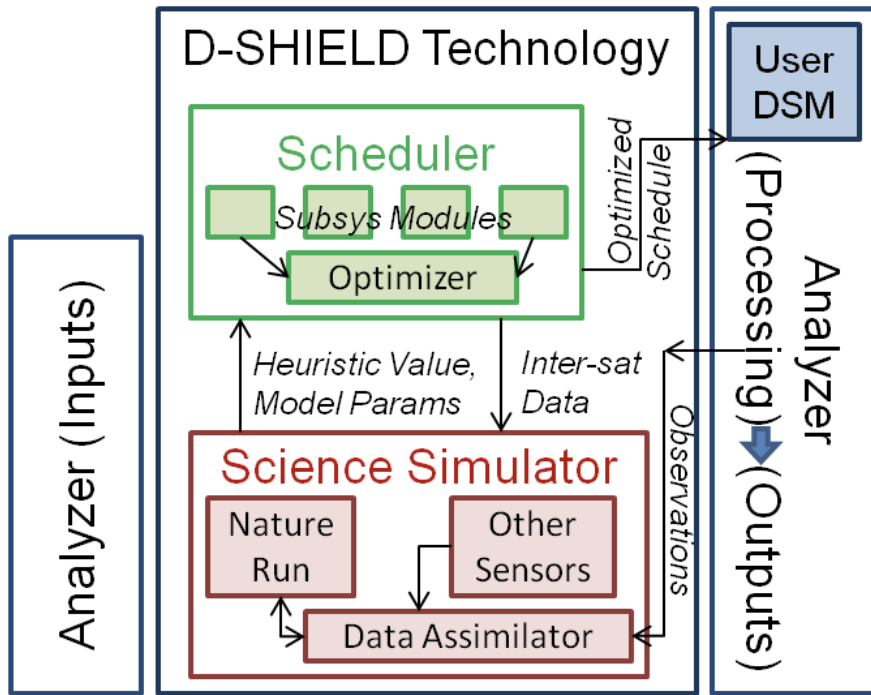 D-SHIELD Technology
User
DSM
Scheduler
Subsys Modules
Optimizer
Optimized
Schedule
Analyzer (Inputs)
Heuristic Value,
Model Params
Inter-sat
Data
Observations
Analyzer
(Processing)
(Outputs)
Science Simulator
Nature
Run
Other
Sensors
Data Assimilator